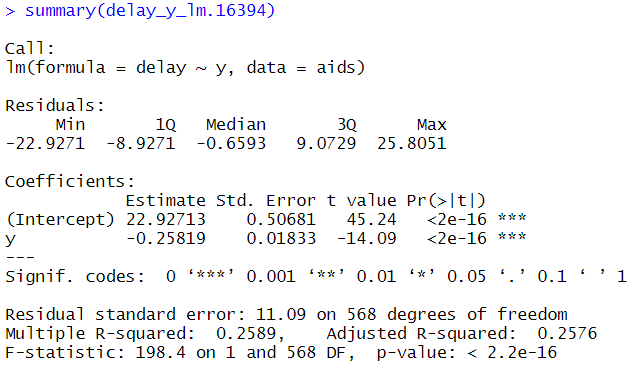 > summary(delay_y_lm.16394)
Call:
lm(formula = delay ~ y, data = aids)
Residuals:
     Min       1Q   Median       3Q      Max
-22.9271  -8.9271  -0.6593   9.0729  25.8051
Coefficients:
            Estimate Std. Error t value Pr(>|t|)
(Intercept) 22.92713    0.50681   45.24   <2e-16 ***
y           -0.25819    0.01833  -14.09   <2e-16 ***
---
Signif. codes:  0 ‘***’ 0.001 ‘**’ 0.01 ‘*’ 0.05 ‘.’ 0.1 ‘ ’ 1
Residual standard error: 11.09 on 568 degrees of freedom
Multiple R-squared:  0.2589,    Adjusted R-squared:  0.2576
F-statistic: 198.4 on 1 and 568 DF,  p-value: < 2.2e-16